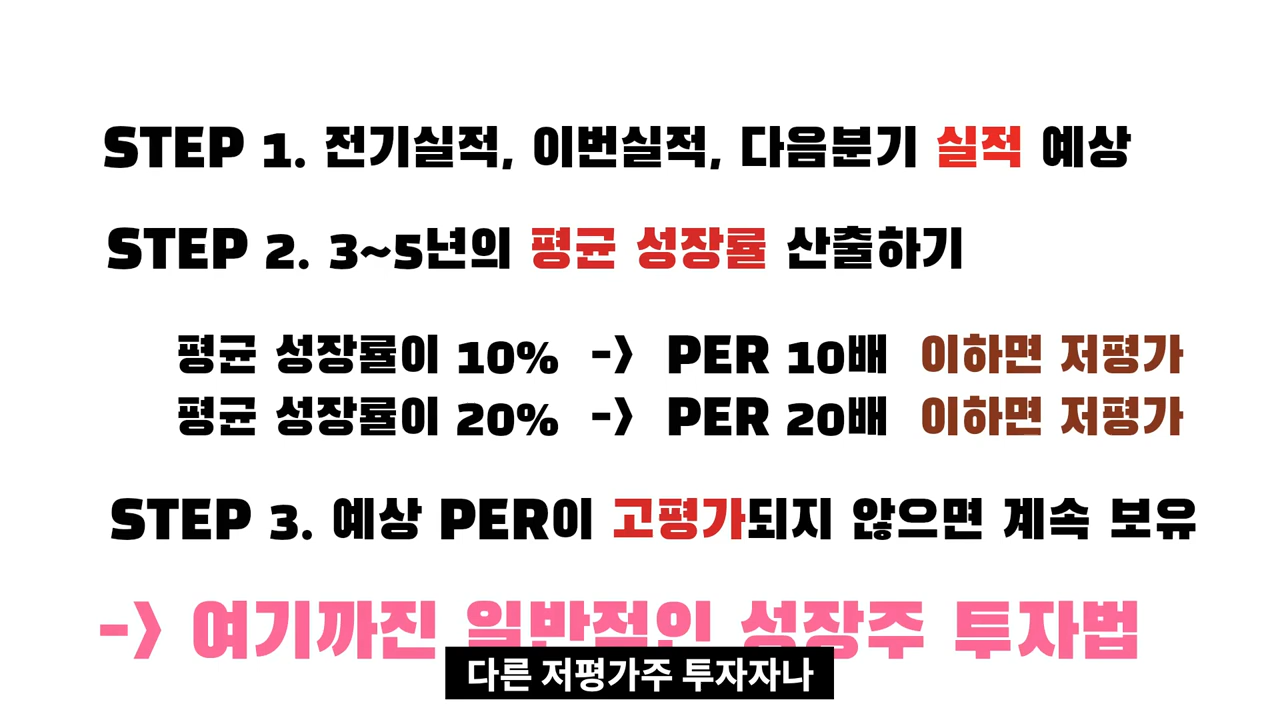 STEP 1. 전기실적, 이번실적, 다음분기 실적 예상
STEP 2. 3~5년의 평균 성장률 산출하기
평균 성장률이 10% -> PER 10배 이하면 저평가
평균 성장률이 20% -> PER 20배 이하면 저평가
STEP 3. 예상 PER이 고평가되지 않으면 계속 보유
-> 여기까진 일반적인 성장주 투자법
다른 저평가주 투자자나